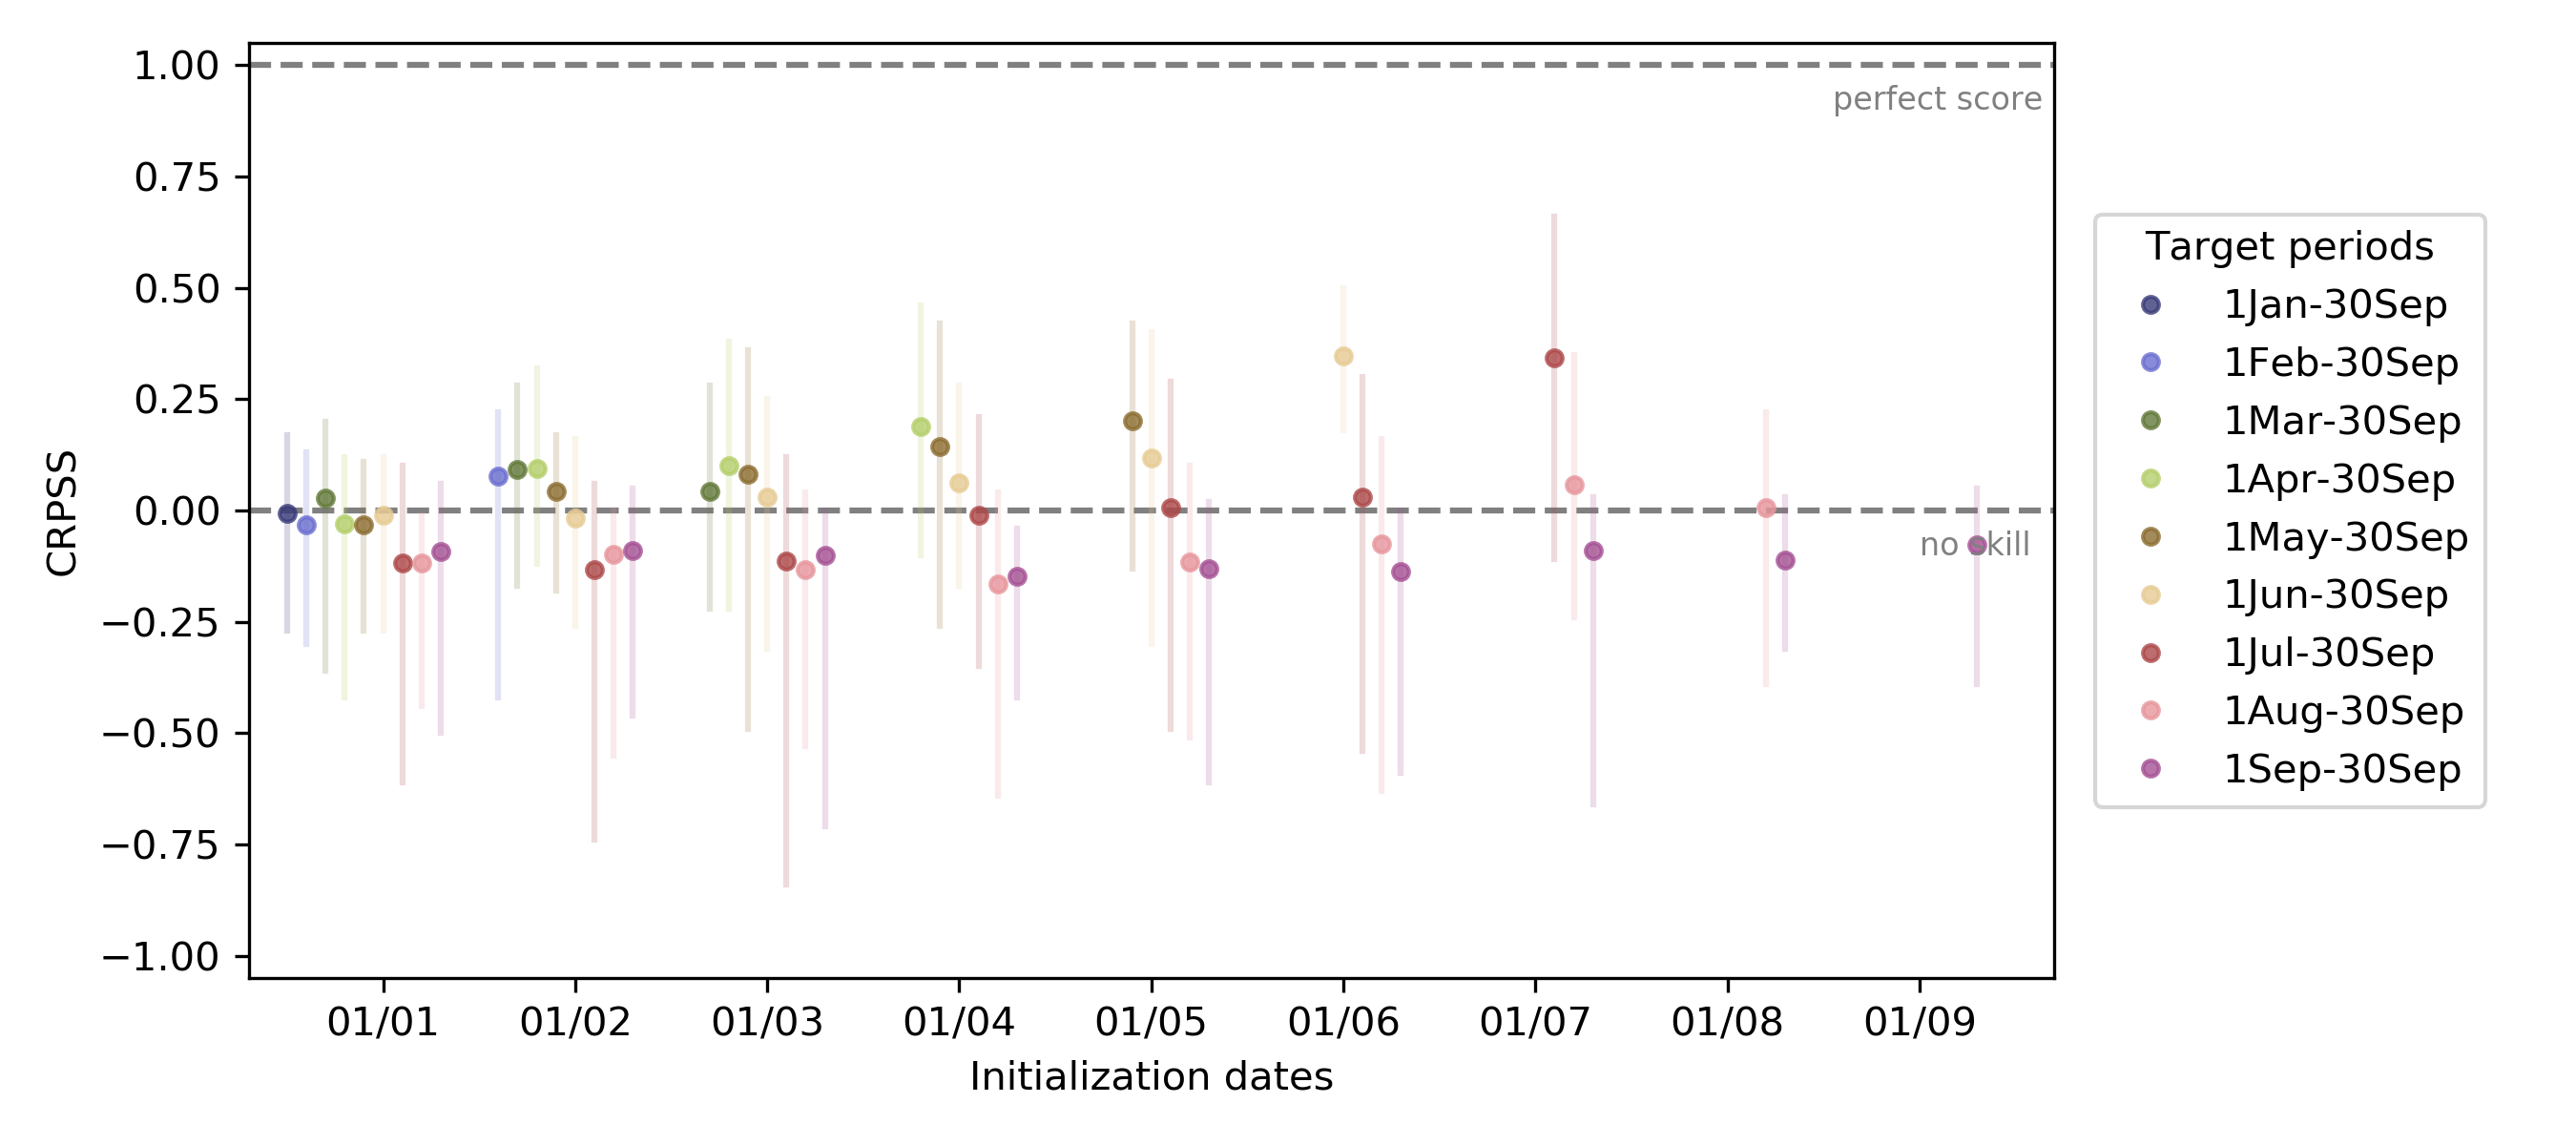 1.00
0.75
0.50
0.25
0.00
−0.25
−0.50
−0.75
−1.00
CRPSS
perfect score
no skill
01/01 01/02 01/03 01/04 01/05 01/06 01/07 01/08 01/09
Initialization dates
Target periods
1Jan-30Sep
1Feb-30Sep
1Mar-30Sep
1Apr-30Sep
1May-30Sep
1Jun-30Sep
1Jul-30Sep
1Aug-30Sep
1Sep-30Sep